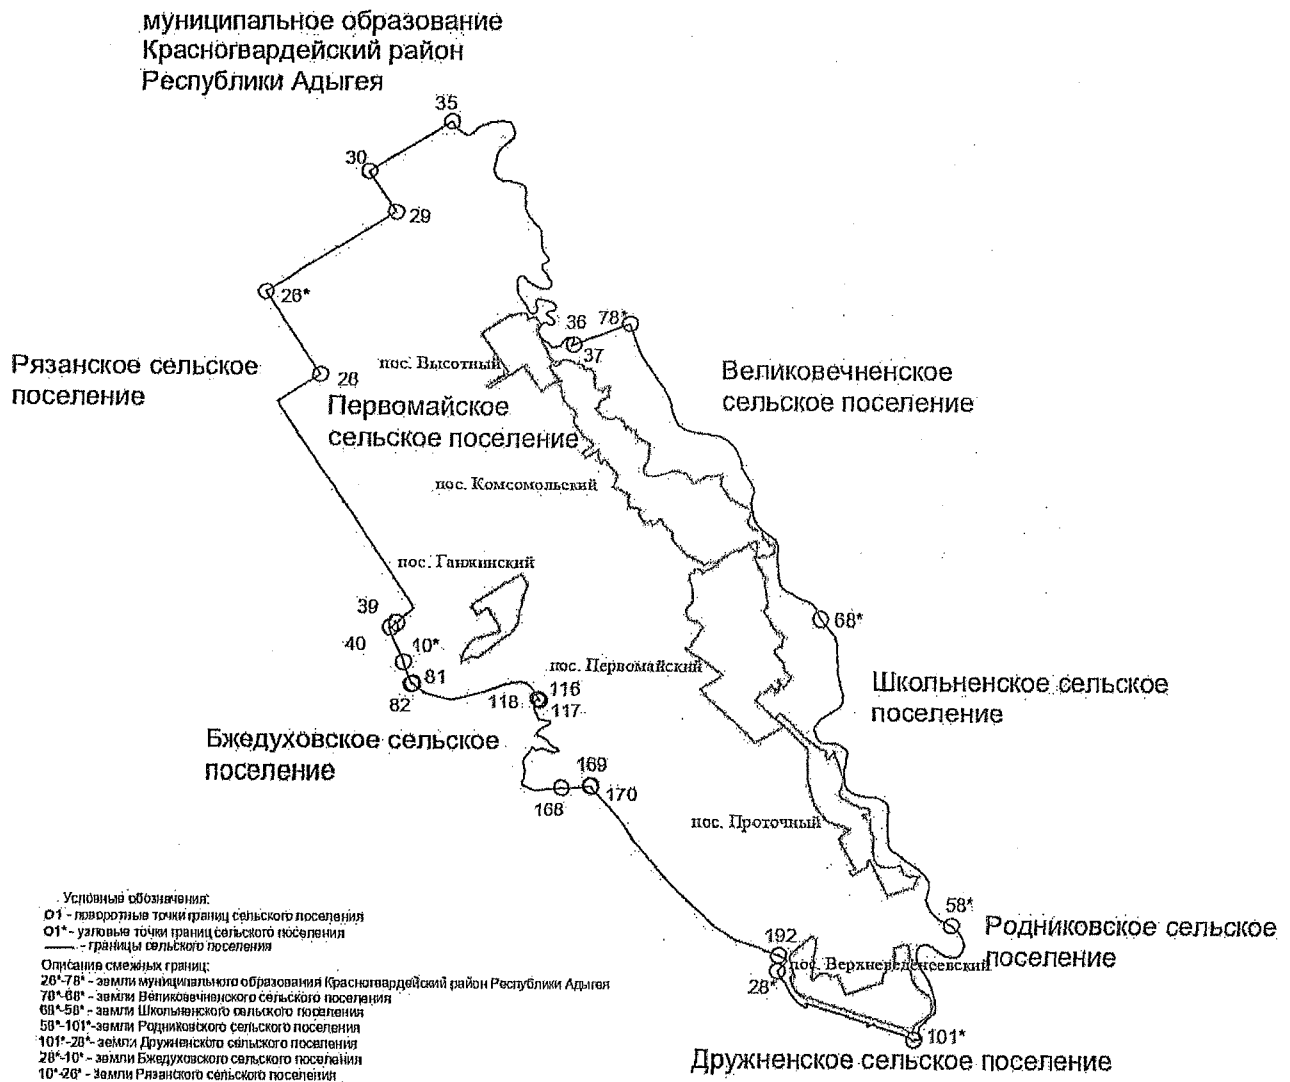 муниципальное образование
Красногвардейский район
Республики Адыгея
35
30
29
26*
36
78*
37
Рязанское сельское
поселение
28
пос. Высотный
Великовечненское
сельское поселение
Первомайское
сельское поселение
пос. Комсомольский
пос. Ганжинский
39
40
10*
81
82
68*
пос. Первомайский
116
118
117
Школьненское сельское
поселение
Бжедуховское сельское
поселение
169
168
170
пос. Проточный
58*
Родниковское сельское
поселение
192
пос. Верхневеденеевский
28*
101*
Дружненское сельское поселение
Условные обозначения:
О1 - поворотные точки границ сельского поселения
О1* - узловые точки границ сельского поселения
- границы сельского поселения
Описание смежных границ:
26*-78* - земли муниципального образования Красногвардейский район Республики Адыгея
78*-68* - земли Великовечненского сельского поселения
68*-58* - земли Школьненского сельского поселения
58*-101*-земли Родниковского сельского поселения
101*-28* - земли Дружненского сельского поселения
28*-10* - земли Бжедуховского сельского поселения
10*-26* - Земли Рязанского сельского поселения